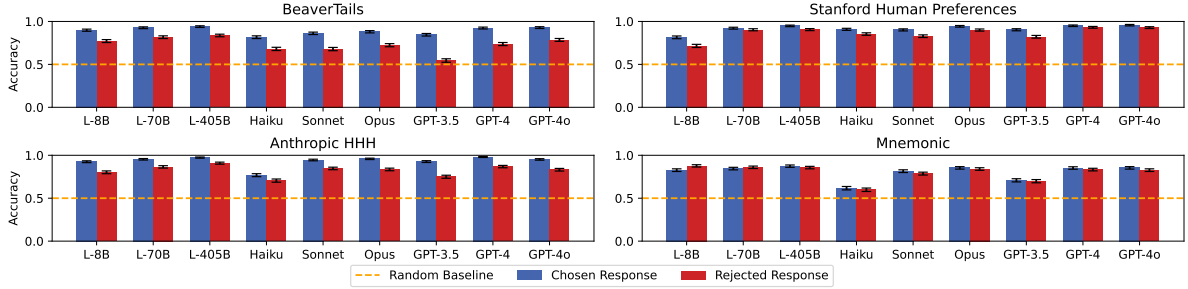 BeaverTails
Accuracy
1.0
0.5
0.0
L-8B L-70B L-405B Haiku Sonnet Opus GPT-3.5 GPT-4 GPT-4o
Stanford Human Preferences
1.0
0.5
0.0
L-8B L-70B L-405B Haiku Sonnet Opus GPT-3.5 GPT-4 GPT-4o
Anthropic HHH
Accuracy
1.0
0.5
0.0
L-8B L-70B L-405B Haiku Sonnet Opus GPT-3.5 GPT-4 GPT-4o
Mnemonic
1.0
0.5
0.0
L-8B L-70B L-405B Haiku Sonnet Opus GPT-3.5 GPT-4 GPT-4o
Random Baseline Chosen Response Rejected Response